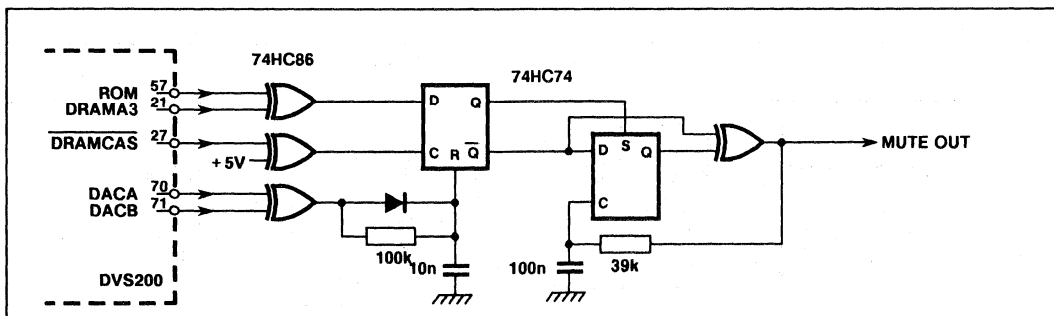 74HC86
74HC74
ROM 57
DRAMA3 21
DRAMCAS 27
+ 5V
DACA 70
DACB 71
DVS200
D Q
C R Q
100k
10n
D S Q
C
100n
39k
MUTE OUT